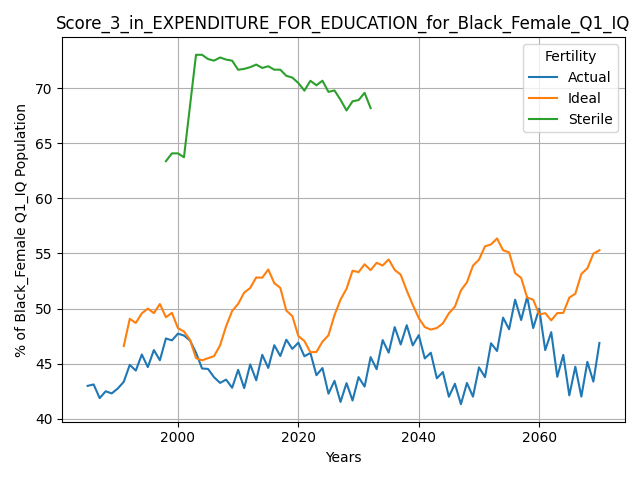 Score_3_in_EXPENDITURE_FOR_EDUCATION_for_Black_Female_Q1_IQ
Fertility
Actual
Ideal
Sterile
% of Black_Female Q1_IQ Population
70
65
60
55
50
45
40
2000
2020
2040
2060
Years